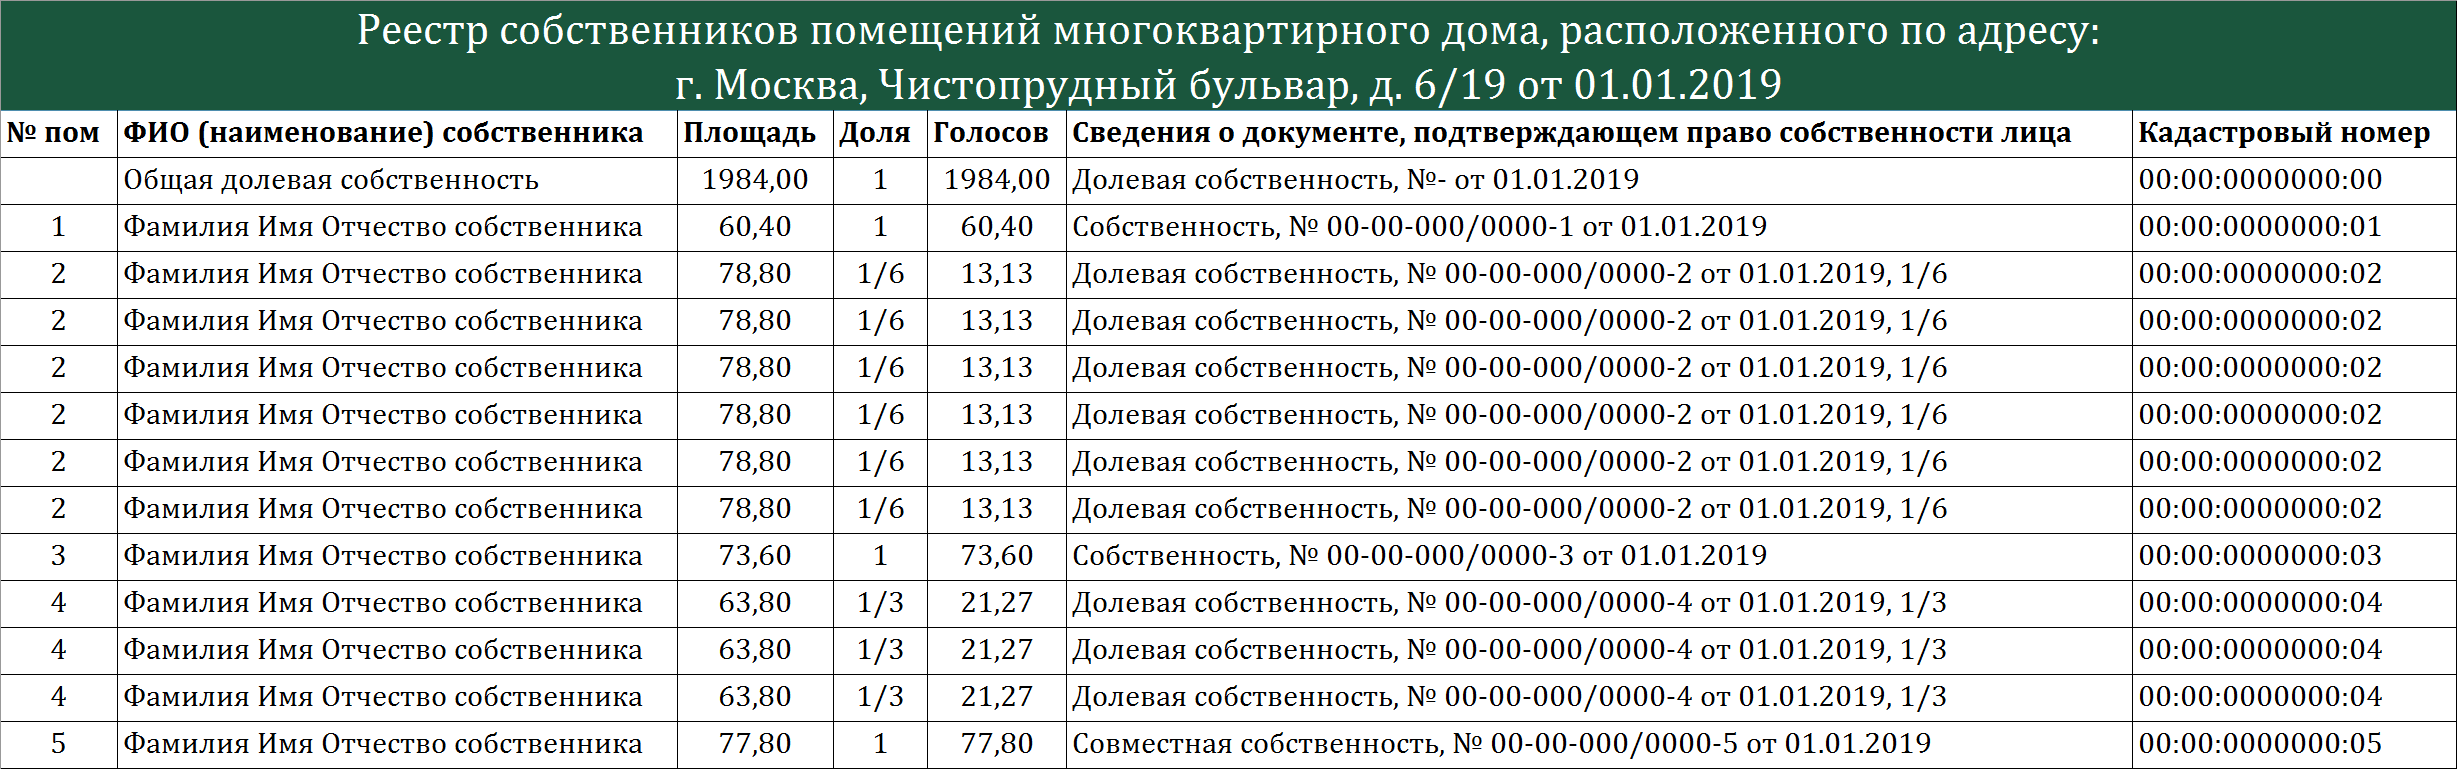 Реестр собственников помещений многоквартирного дома, расположенного по адресу:
г. Москва, Чистопрудный бульвар, д. 6/19 от 01.01.2019
№ пом ФИО (наименование) собственника Площадь Доля Голосов Сведения о документе, подтверждающем право собственности лица Кадастровый номер
Общая долевая собственность 1984,00 1 1984,00 Долевая собственность, №- от 01.01.2019 00:00:0000000:00
1 Фамилия Имя Отчество собственника 60,40 1 60,40 Собственность, № 00-00-000/0000-1 от 01.01.2019 00:00:0000000:01
2 Фамилия Имя Отчество собственника 78,80 1/6 13,13 Долевая собственность, № 00-00-000/0000-2 от 01.01.2019, 1/6 00:00:0000000:02
2 Фамилия Имя Отчество собственника 78,80 1/6 13,13 Долевая собственность, № 00-00-000/0000-2 от 01.01.2019, 1/6 00:00:0000000:02
2 Фамилия Имя Отчество собственника 78,80 1/6 13,13 Долевая собственность, № 00-00-000/0000-2 от 01.01.2019, 1/6 00:00:0000000:02
2 Фамилия Имя Отчество собственника 78,80 1/6 13,13 Долевая собственность, № 00-00-000/0000-2 от 01.01.2019, 1/6 00:00:0000000:02
2 Фамилия Имя Отчество собственника 78,80 1/6 13,13 Долевая собственность, № 00-00-000/0000-2 от 01.01.2019, 1/6 00:00:0000000:02
2 Фамилия Имя Отчество собственника 78,80 1/6 13,13 Долевая собственность, № 00-00-000/0000-2 от 01.01.2019, 1/6 00:00:0000000:02
3 Фамилия Имя Отчество собственника 73,60 1 73,60 Собственность, № 00-00-000/0000-3 от 01.01.2019 00:00:0000000:03
4 Фамилия Имя Отчество собственника 63,80 1/3 21,27 Долевая собственность, № 00-00-000/0000-4 от 01.01.2019, 1/3 00:00:0000000:04
4 Фамилия Имя Отчество собственника 63,80 1/3 21,27 Долевая собственность, № 00-00-000/0000-4 от 01.01.2019, 1/3 00:00:0000000:04
4 Фамилия Имя Отчество собственника 63,80 1/3 21,27 Долевая собственность, № 00-00-000/0000-4 от 01.01.2019, 1/3 00:00:0000000:04
5 Фамилия Имя Отчество собственника 77,80 1 77,80 Совместная собственность, № 00-00-000/0000-5 от 01.01.2019 00:00:0000000:05